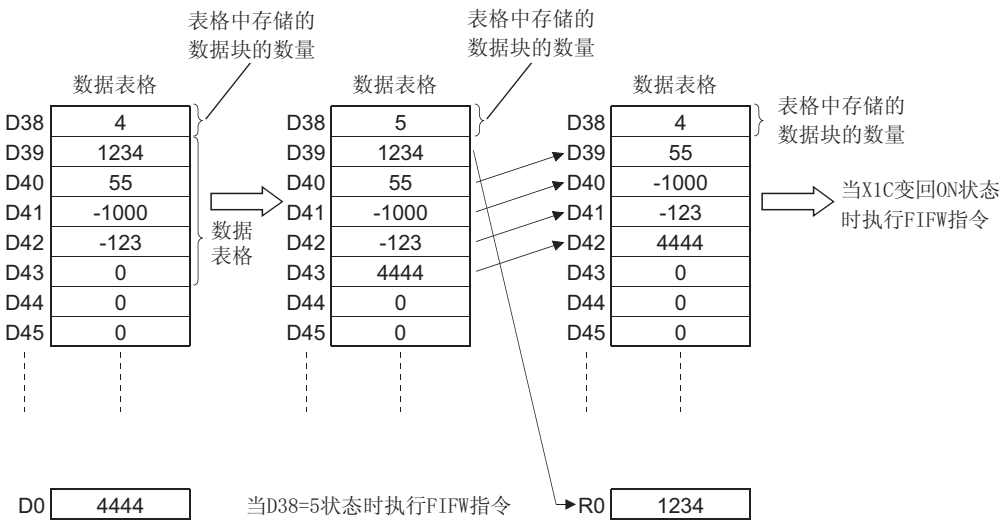 表格中存储的
数据块的数量
表格中存储的
数据块的数量
数据表格
数据表格
数据表格
表格中存储的
数据块的数量
D38 4
D39 1234
D40 55
D41 -1000
D42 -123
D43 0
D44 0
D45 0
数据
表格
D38 5
D39 1234
D40 55
D41 -1000
D42 -123
D43 4444
D44 0
D45 0
D38 4
D39 55
D40 -1000
D41 -123
D42 4444
D43 0
D44 0
D45 0
当X1C变回ON状态
时执行FIFW指令
D0 4444
当D38=5状态时执行FIFW指令
R0 1234